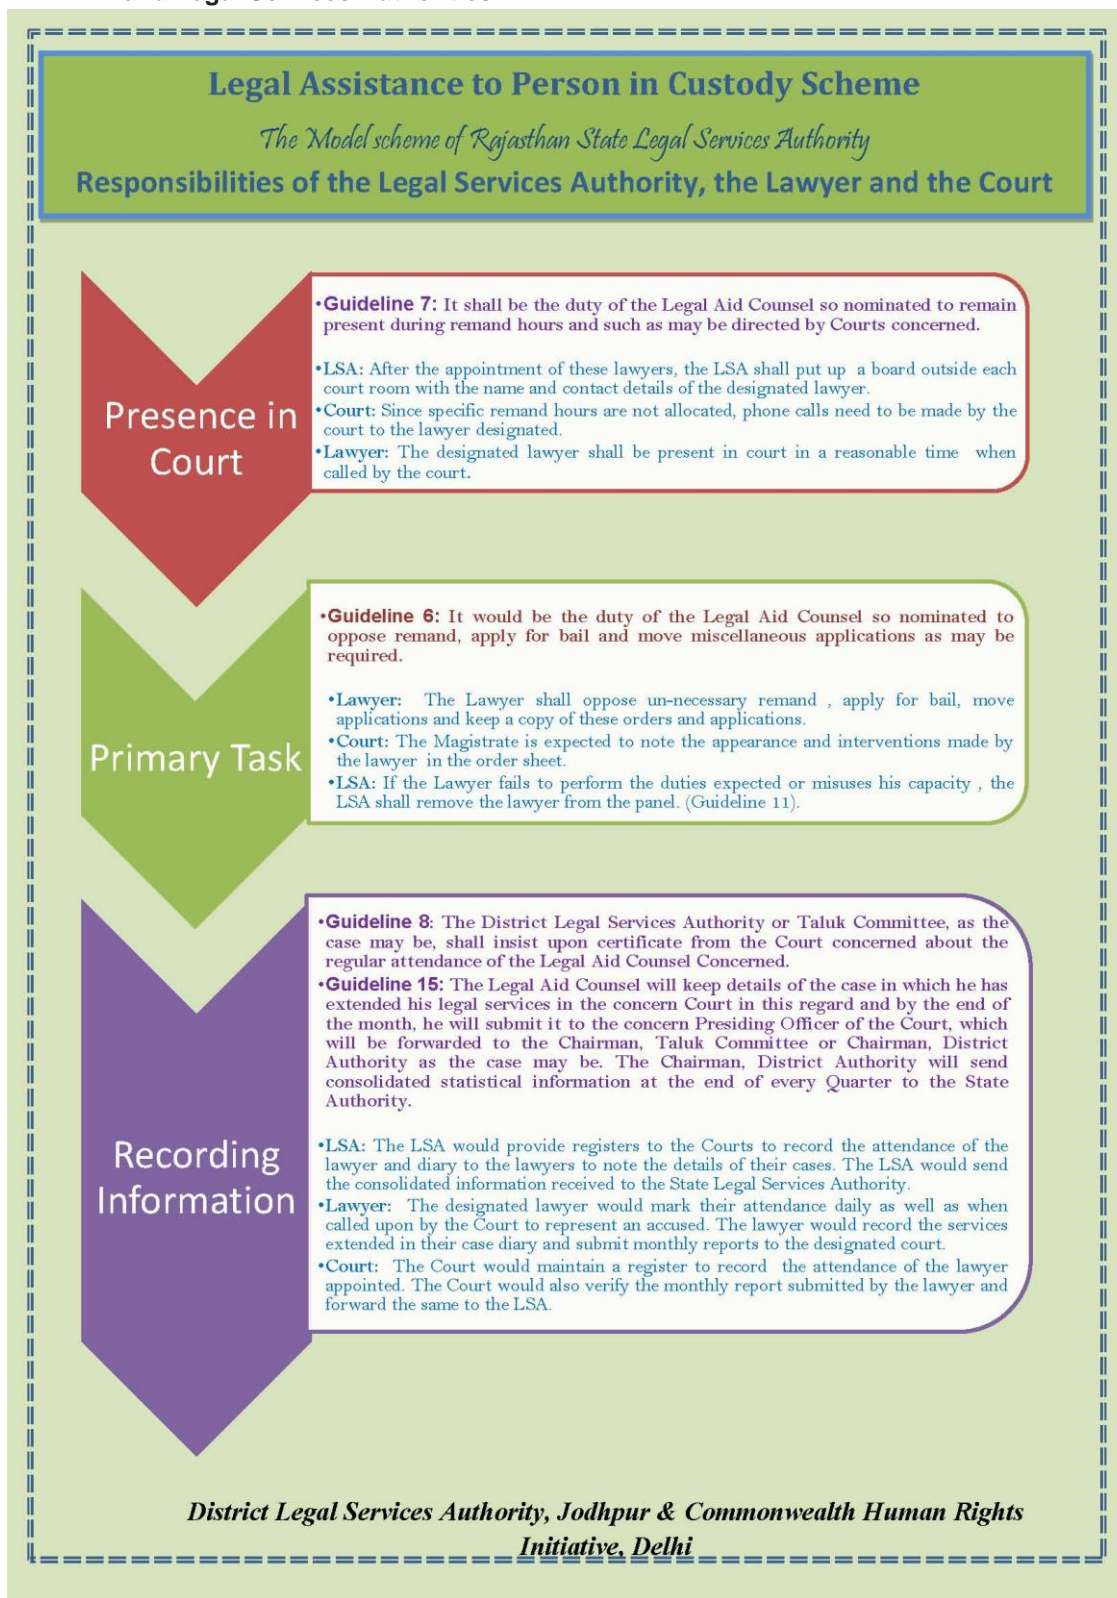 Legal Assistance to Person in Custody Scheme
The Model scheme of Rajasthan State Legal Services Authority
Responsibilities of the Legal Services Authority, the Lawyer and the Court
Presence in
Court
•Guideline 7: It shall be the duty of the Legal Aid Counsel so nominated to remain
present during remand hours and such as may be directed by Courts concerned.
•LSA: After the appointment of these lawyers, the LSA shall put up a board outside each
court room with the name and contact details of the designated lawyer.
•Court: Since specific remand hours are not allocated, phone calls need to be made by the
court to the lawyer designated.
•Lawyer: The designated lawyer shall be present in court in a reasonable time when
called by the court.
Primary Task
•Guideline 6: It would be the duty of the Legal Aid Counsel so nominated to
oppose remand, apply for bail and move miscellaneous applications as may be
required.
•Lawyer: The Lawyer shall oppose un-necessary remand , apply for bail, move
applications and keep a copy of these orders and applications.
•Court: The Magistrate is expected to note the appearance and interventions made by
the lawyer in the order sheet.
•LSA: If the Lawyer fails to perform the duties expected or misuses his capacity , the
LSA shall remove the lawyer from the panel. (Guideline 11).
Recording
Information
•Guideline 8: The District Legal Services Authority or Taluk Committee, as the
case may be, shall insist upon certificate from the Court concerned about the
regular attendance of the Legal Aid Counsel Concerned.
•Guideline 15: The Legal Aid Counsel will keep details of the case in which he has
extended his legal services in the concern Court in this regard and by the end of
the month, he will submit it to the concern Presiding Officer of the Court, which
will be forwarded to the Chairman, Taluk Committee or Chairman, District
Authority as the case may be. The Chairman, District Authority will send
consolidated statistical information at the end of every Quarter to the State
Authority.
•LSA: The LSA would provide registers to the Courts to record the attendance of the
lawyer and diary to the lawyers to note the details of their cases. The LSA would send
the consolidated information received to the State Legal Services Authority.
•Lawyer: The designated lawyer would mark their attendance daily as well as when
called upon by the Court to represent an accused. The lawyer would record the services
extended in their case diary and submit monthly reports to the designated court.
•Court: The Court would maintain a register to record the attendance of the lawyer
appointed. The Court would also verify the monthly report submitted by the lawyer and
forward the same to the LSA.
District Legal Services Authority, Jodhpur & Commonwealth Human Rights
Initiative, Delhi